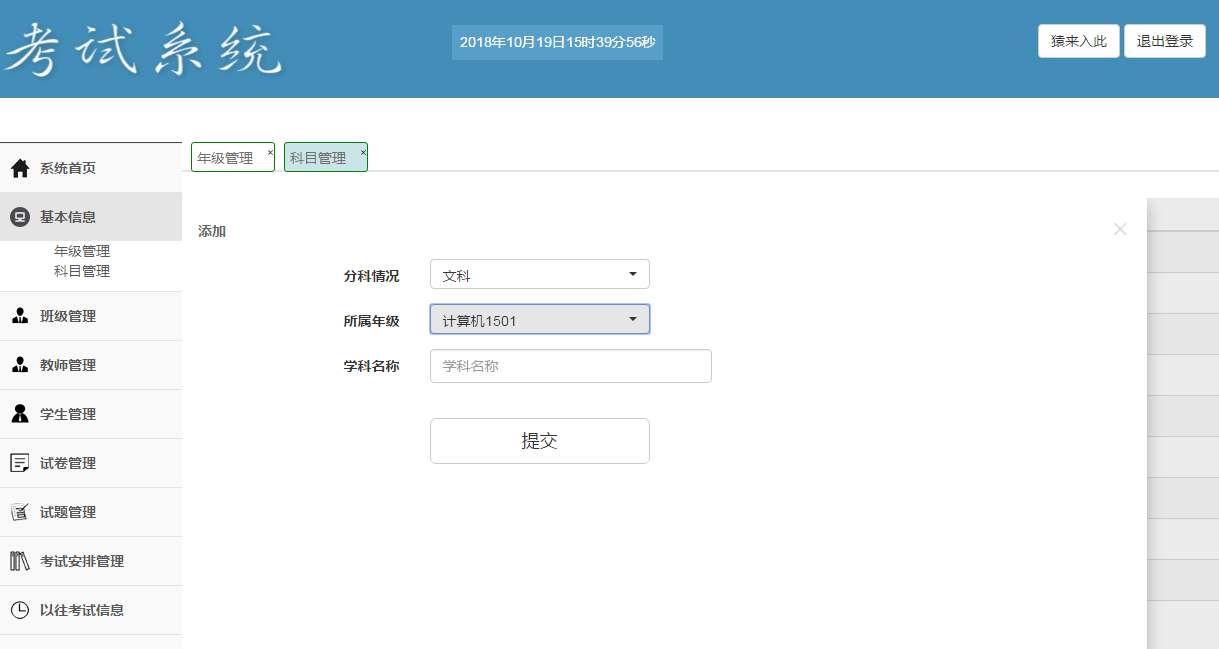 考试系统
2018年10月19日15时39分56秒
猿来入此
退出登录
年级管理 ×
科目管理 ×
系统首页
基本信息
年级管理
科目管理
班级管理
教师管理
学生管理
试卷管理
试题管理
考试安排管理
以往考试信息
添加
分科情况 文科
所属年级 计算机1501
学科名称 学科名称
提交